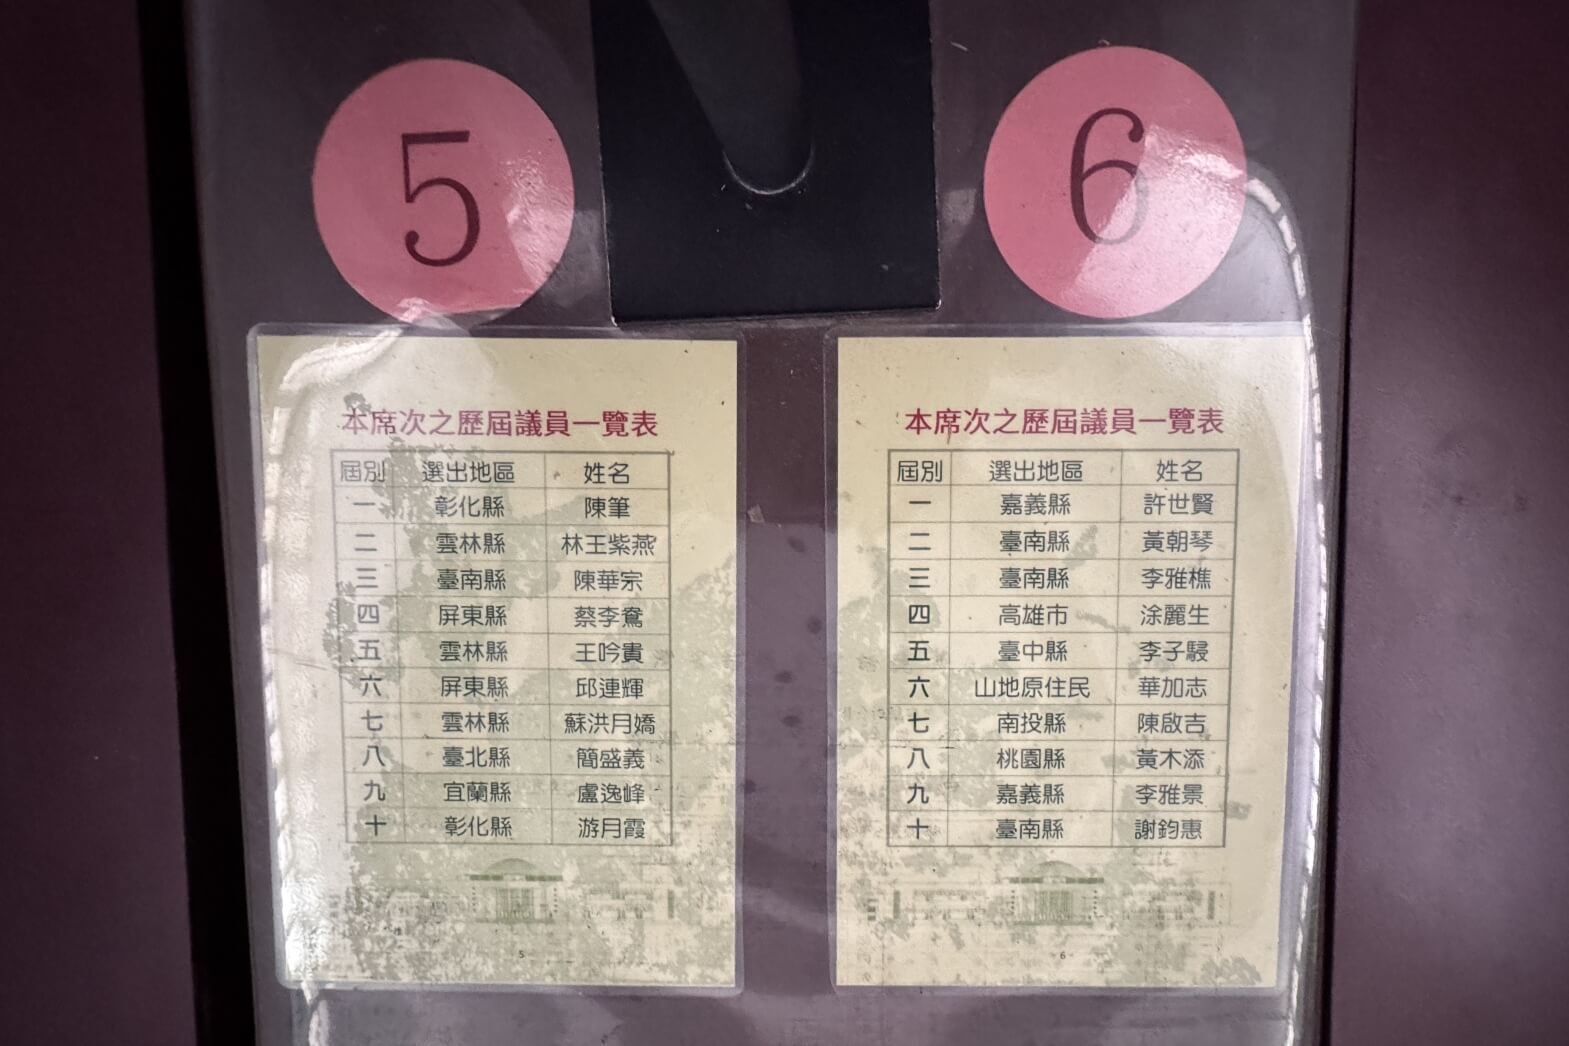 5
本席次之歷屆議員一覽表
屆別 選出地區 姓名
一 彰化縣 陳筆
二 雲林縣 林王紫燕
三 臺南縣 陳華宗
四 屏東縣 蔡李鴦
五 雲林縣 王吟貴
六 屏東縣 邱連輝
七 雲林縣 蘇洪月嬌
八 臺北縣 簡盛義
九 宜蘭縣 盧逸峰
十 彰化縣 游月霞
5
6
本席次之歷屆議員一覽表
屆別 選出地區 姓名
一 嘉義縣 許世賢
二 臺南縣 黃朝琴
三 臺南縣 李雅樵
四 高雄市 涂麗生
五 臺中縣 李子駸
六 山地原住民 華加志
七 南投縣 陳啟吉
八 桃園縣 黃木添
九 嘉義縣 李雅景
十 臺南縣 謝鈞惠
6